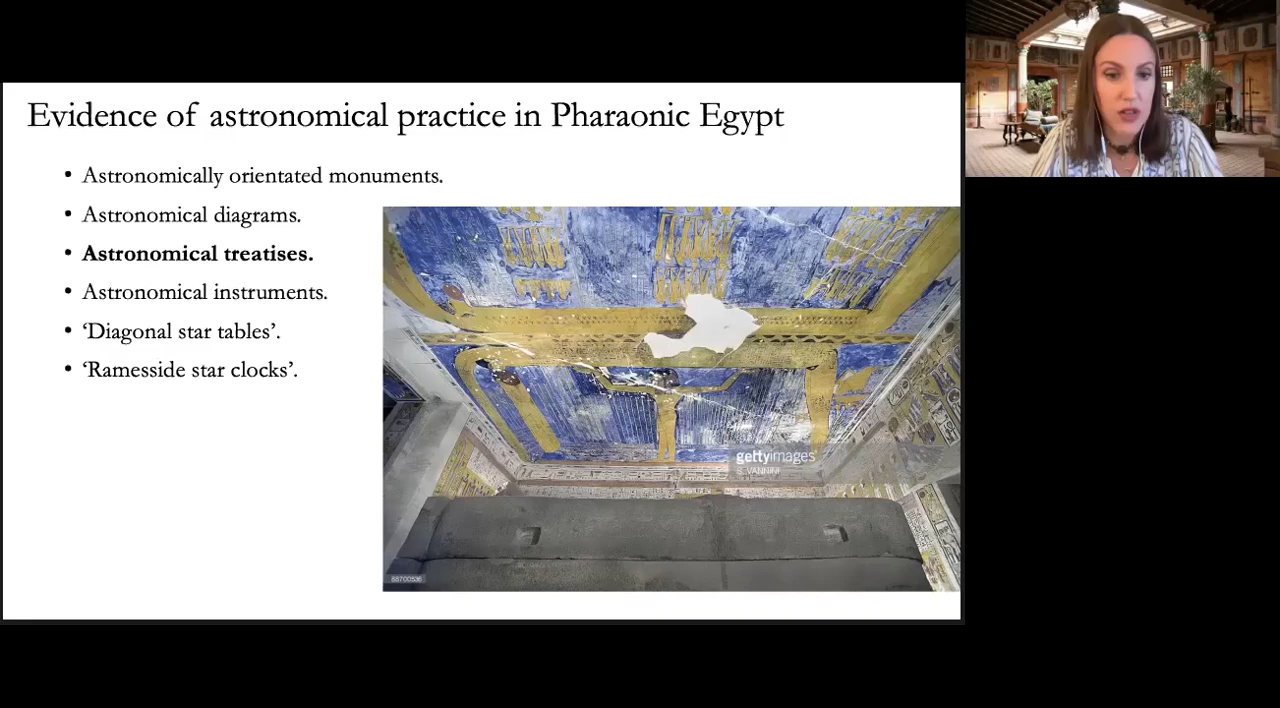 Evidence of astronomical practice in Pharaonic Egypt
• Astronomically orientated monuments.
• Astronomical diagrams.
• Astronomical treatises.
• Astronomical instruments.
• ‘Diagonal star tables’.
• ‘Ramesside star clocks’.
gettyimages
S. VANNINI